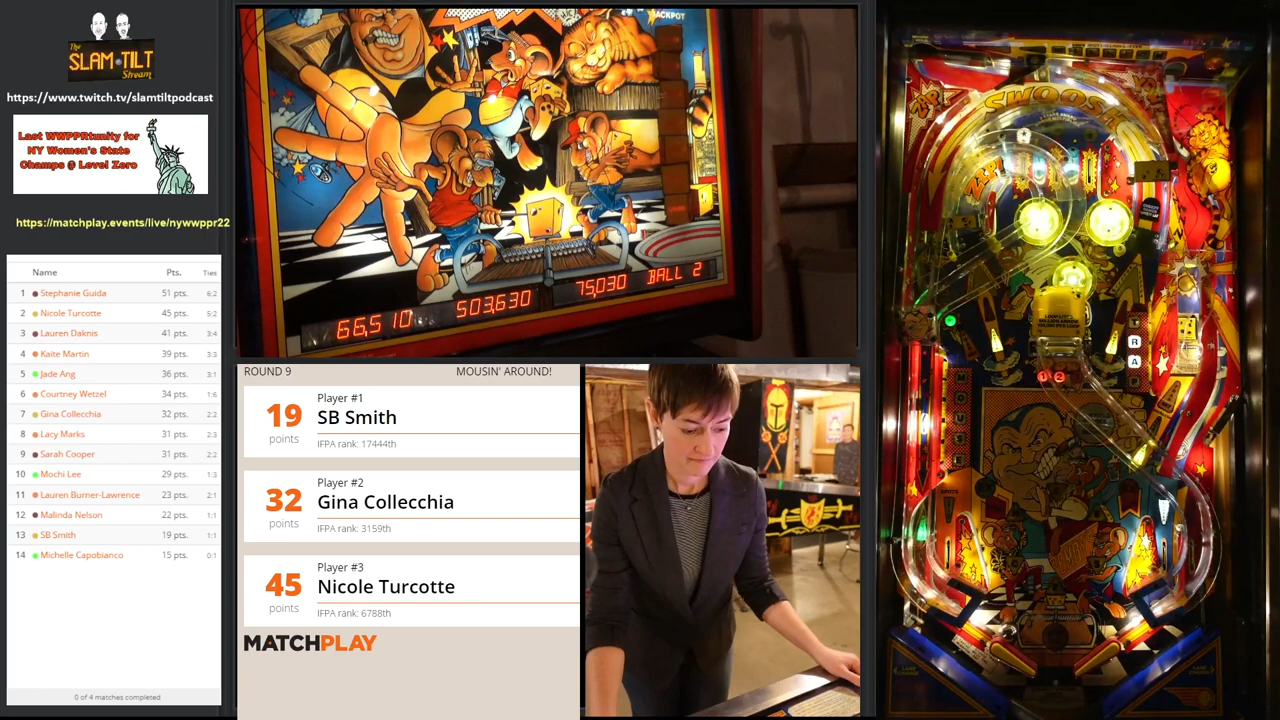 The
SLAM TILT
Stream
https://www.twitch.tv/slamtiltpodcast
Last WWPPRtunity for
NY Women's State
Champs @ Level Zero
https://matchplay.events/live/nywwppr22
Name Pts. Ties
1 Stephanie Guida 51 pts. 6:2
2 Nicole Turcotte 45 pts. 5:2
3 Lauren Daknis 41 pts. 3:4
4 Kaite Martin 39 pts. 3:3
5 Jade Ang 36 pts. 3:1
6 Courtney Wetzel 34 pts. 1:6
7 Gina Collecchia 32 pts. 2:2
8 Lacy Marks 31 pts. 2:3
9 Sarah Cooper 31 pts. 2:2
10 Mochi Lee 29 pts. 1:3
11 Lauren Burner-Lawrence 23 pts. 2:1
12 Malinda Nelson 22 pts. 1:1
13 SB Smith 19 pts. 1:1
14 Michelle Capobianco 15 pts. 0:1
0 of 4 matches completed
JACKPOT
66,510 503,630 75,030 BALL 2
ROUND 9 MOUSIN' AROUND!
Player #1
19 SB Smith
points IFPA rank: 17444th
Player #2
32 Gina Collecchia
points IFPA rank: 3159th
Player #3
45 Nicole Turcotte
points IFPA rank: 6788th
MATCHPLAY
ZAP
SWOOSH
T
R
A
P
M
O
U
S
E